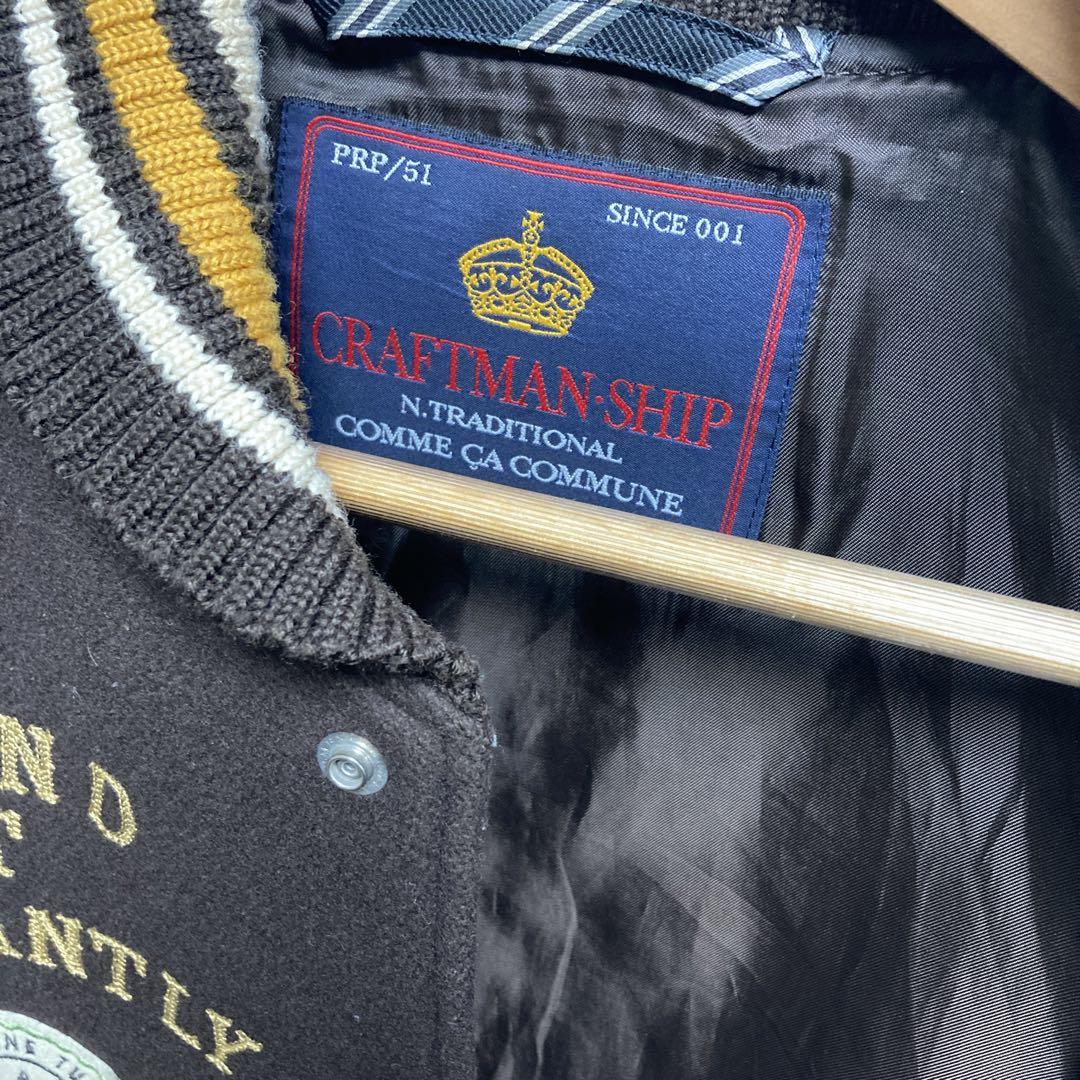 PRP/51
SINCE 001
CRAFTMAN·SHIP
N.TRADITIONAL
COMME ÇA COMMUNE